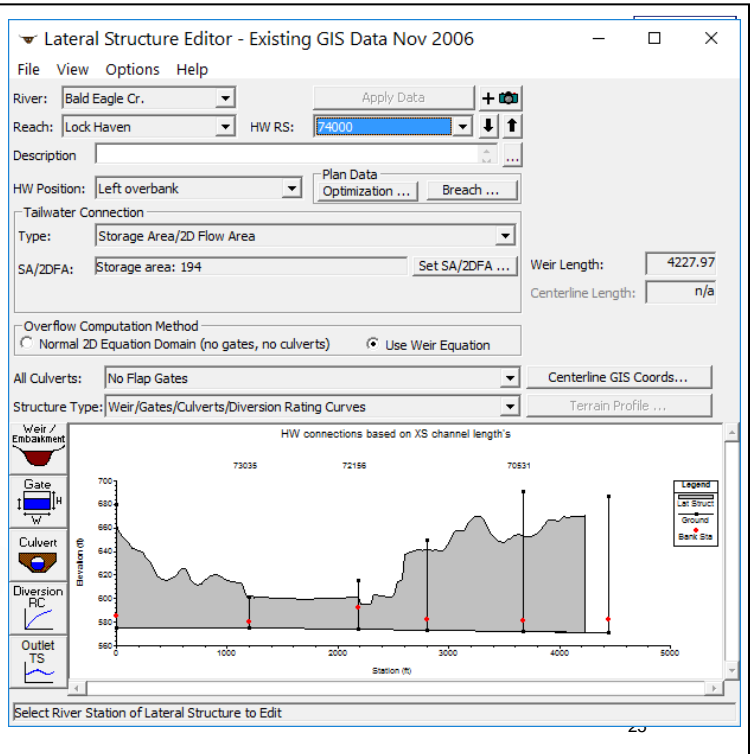 Lateral Structure Editor - Existing GIS Data Nov 2006
File View Options Help
River: Bald Eagle Cr. Apply Data +
Reach: Lock Haven HW RS: 74000
Description ...
HW Position: Left overbank Plan Data Optimization ... Breach ...
Tailwater Connection
Type: Storage Area/2D Flow Area
SA/2DFA: Storage area: 194 Set SA/2DFA ... Weir Length: 4227.97
Centerline Length: n/a
Overflow Computation Method
Normal 2D Equation Domain (no gates, no culverts) Use Weir Equation
All Culverts: No Flap Gates Centerline GIS Coords...
Structure Type: Weir/Gates/Culverts/Diversion Rating Curves Terrain Profile ...
Weir / Embankment
Gate
H
W
Culvert
Diversion RC
Outlet TS
HW connections based on XS channel length's
73035 72156 70531
700
680
660
640
620
600
580
560
Elevation (ft)
0 1000 2000 3000 4000 5000
Station (ft)
Legend
Lat Struct
Ground
Bank Sta
Select River Station of Lateral Structure to Edit